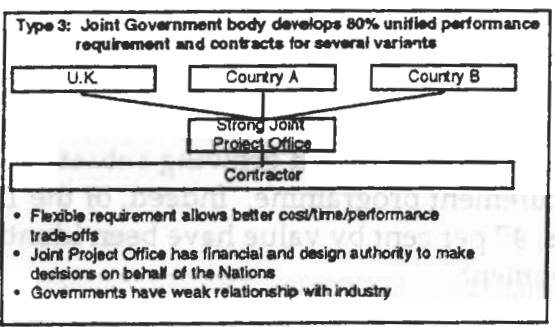 Type 3: Joint Government body develops 80% unified performance
requirement and contracts for several variants
U.K.
Country A
Country B
Strong Joint
Project Office
Contractor
• Flexible requirement allows better cost/time/performance
trade-offs
• Joint Project Office has financial and design authority to make
decisions on behalf of the Nations
• Governments have weak relationship with industry